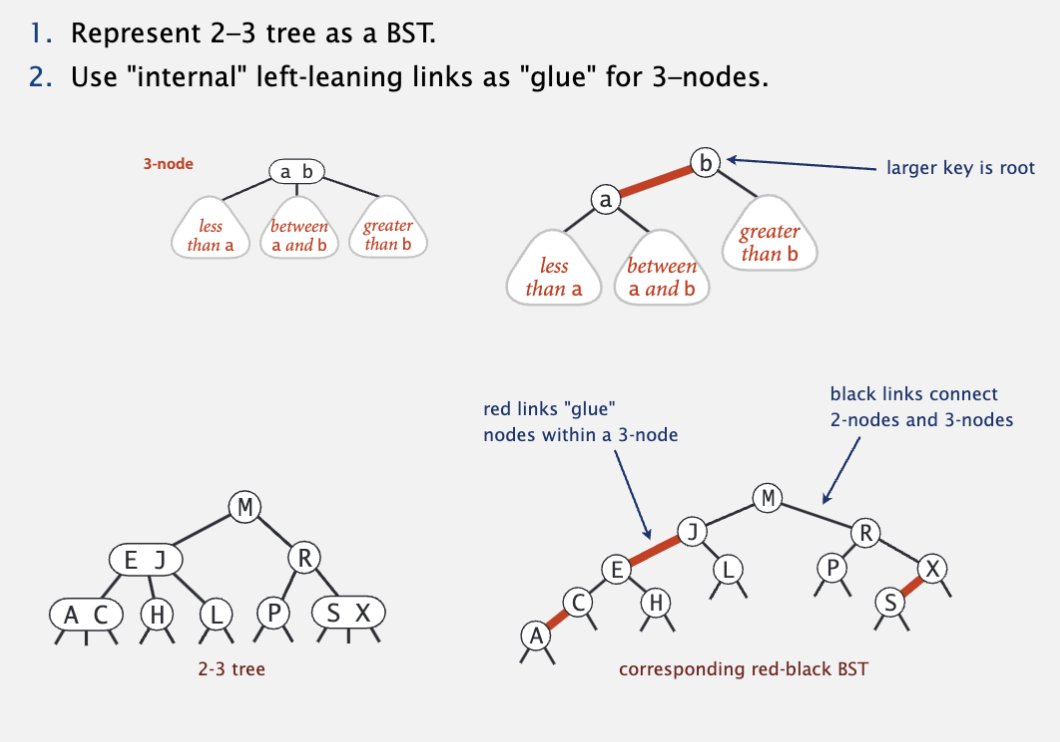 1. Represent 2–3 tree as a BST.
2. Use "internal" left-leaning links as "glue" for 3–nodes.
3-node
a b
less
than a
between
a and b
greater
than b
b
larger key is root
a
less
than a
between
a and b
greater
than b
red links "glue"
nodes within a 3-node
black links connect
2-nodes and 3-nodes
M
E J
R
A C
H
L
P
S X
2-3 tree
M
J
R
E
L
P
X
C
H
S
A
corresponding red-black BST